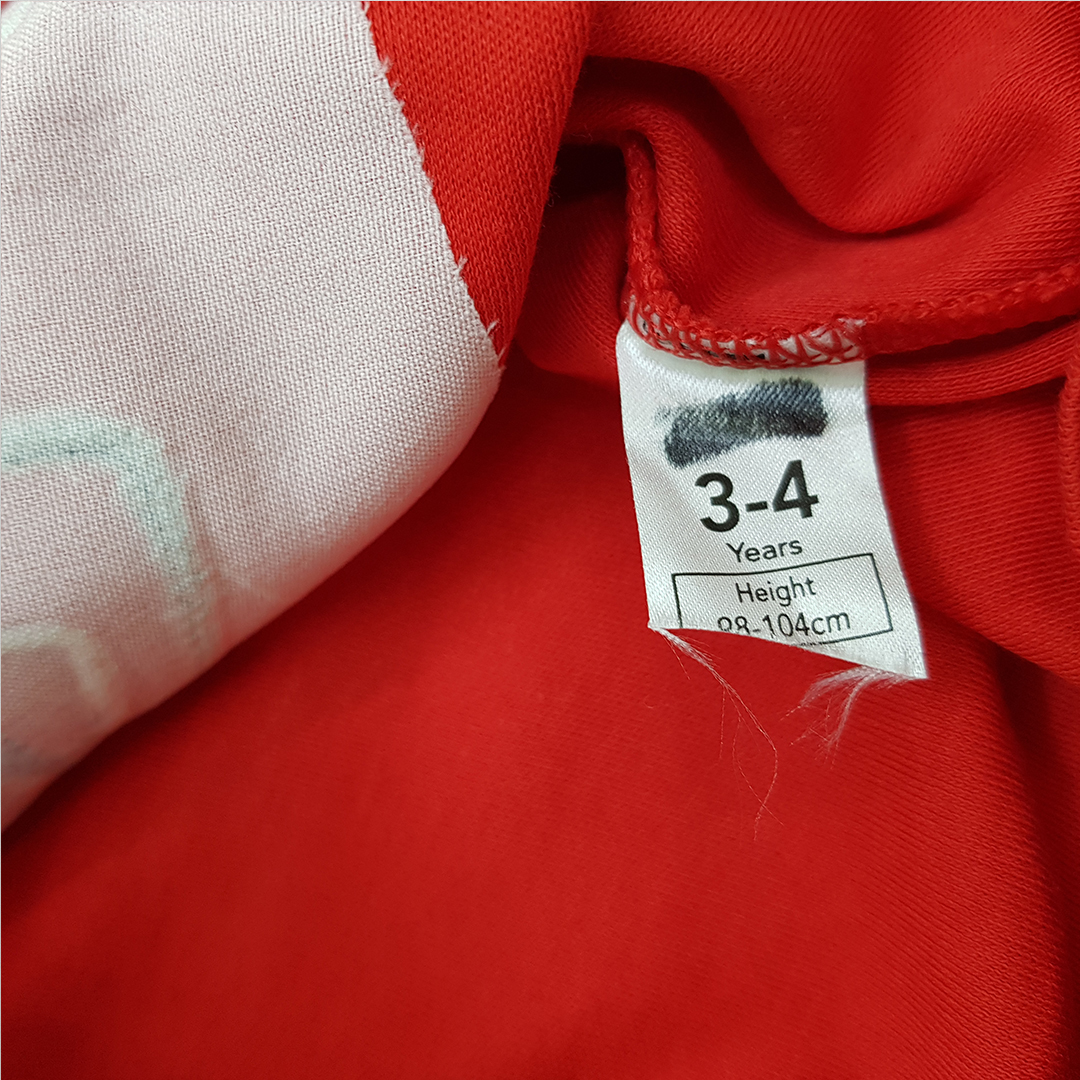 3-4
Years
Height
98-104cm